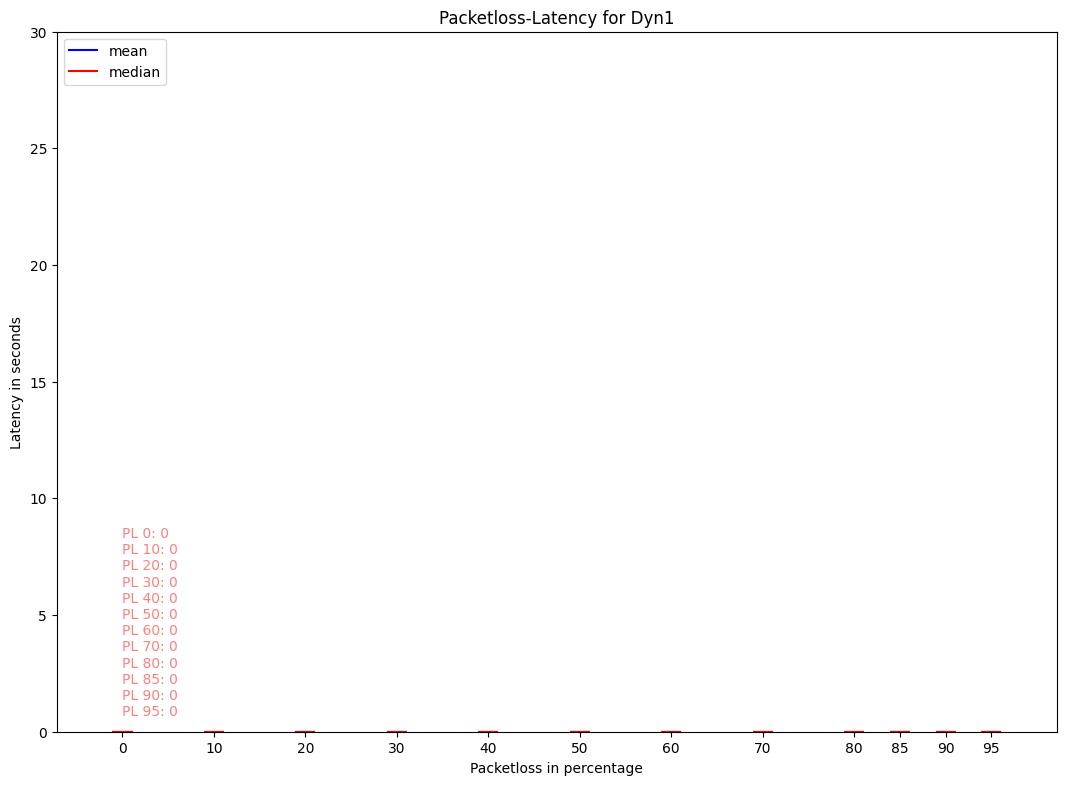 Packetloss-Latency for Dyn1
mean
median
30
25
20
15
10
5
0
Latency in seconds
PL 0: 0
PL 10: 0
PL 20: 0
PL 30: 0
PL 40: 0
PL 50: 0
PL 60: 0
PL 70: 0
PL 80: 0
PL 85: 0
PL 90: 0
PL 95: 0
0 10 20 30 40 50 60 70 80 85 90 95
Packetloss in percentage